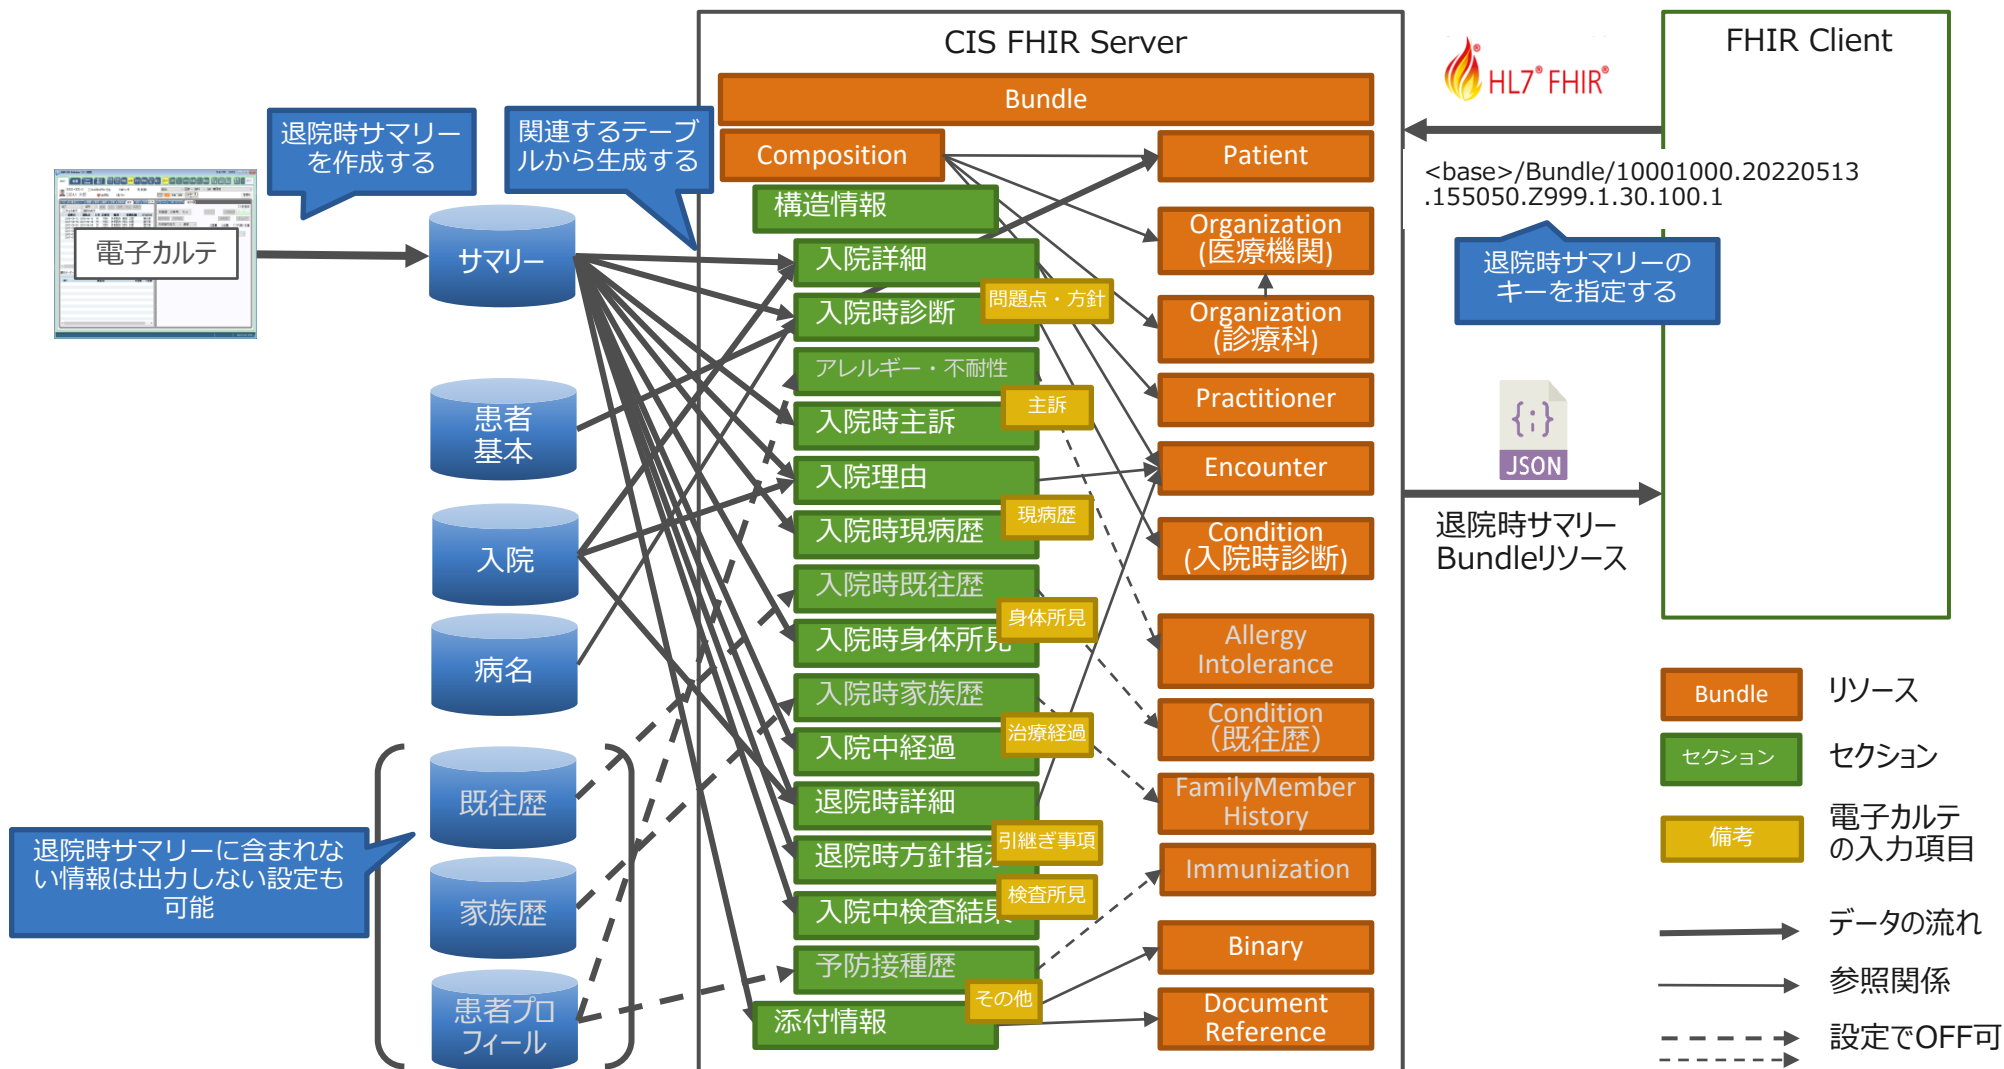 CIS FHIR Server
FHIR Client
HL7® FHIR®
Bundle
退院時サマリー
を作成する
関連するテーブ
ルから生成する
Composition
Patient
<base>/Bundle/10001000.20220513
.155050.Z999.1.30.100.1
構造情報
Organization
(医療機関)
電子カルテ
サマリー
入院詳細
問題点・方針
退院時サマリーの
キーを指定する
入院時診断
Organization
(診療科)
アレルギー・不耐性
主訴
Practitioner
患者
基本
入院時主訴
入院理由
Encounter
{;}
JSON
現病歴
入院時現病歴
Condition
(入院時診断)
退院時サマリー
Bundleリソース
入院
入院時既往歴
身体所見
入院時身体所見
Allergy
Intolerance
病名
入院時家族歴
治療経過
Condition
（既往歴）
Bundle
リソース
入院中経過
セクション
セクション
既往歴
退院時詳細
FamilyMember
History
備考
電子カルテ
の入力項目
退院時サマリーに含まれな
い情報は出力しない設定も
可能
引継ぎ事項
退院時方針指
Immunization
家族歴
検査所見
入院中検査結果
データの流れ
Binary
予防接種歴
その他
参照関係
患者プロ
フィール
添付情報
Document
Reference
設定でOFF可